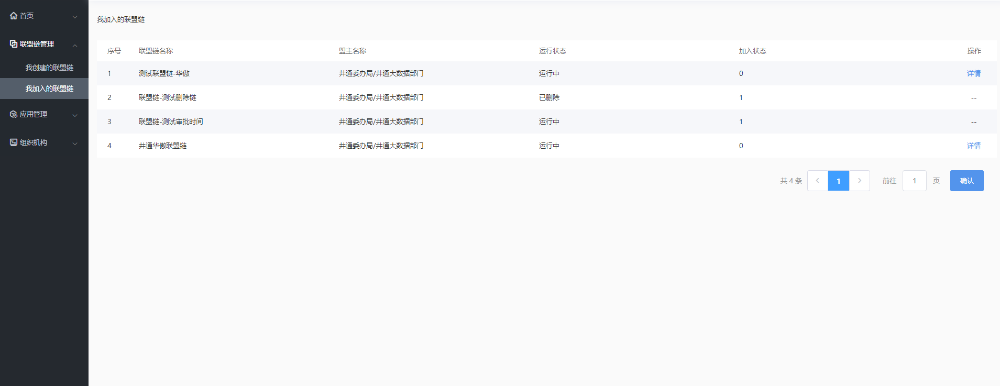 首页
联盟链管理
我创建的联盟链
我加入的联盟链
应用管理
组织机构
我加入的联盟链
序号 联盟链名称 盟主名称 运行状态 加入状态 操作
1 测试联盟链-华傲 井通委办局/井通大数据部门 运行中 0 详情
2 联盟链-测试删除链 井通委办局/井通大数据部门 已删除 1 --
3 联盟链-测试审批时间 井通委办局/井通大数据部门 运行中 1 --
4 井通华傲联盟链 井通委办局/井通大数据部门 运行中 0 详情
共 4 条 1 前往 1 页 确认